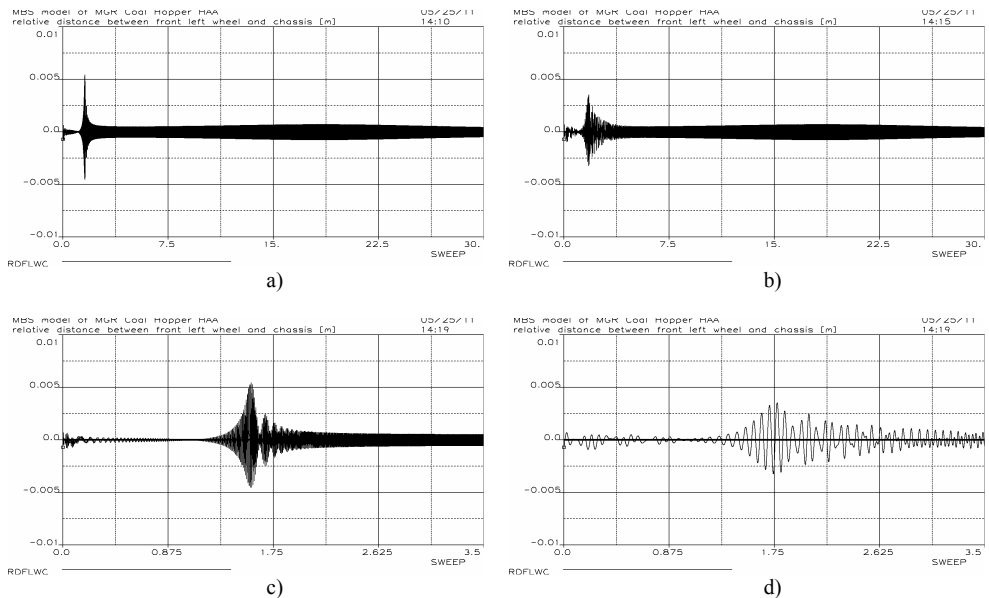 MBS model of MGR Coal Hopper HAA 05/25/11
relative distance between front left wheel and chassis [m] 14:10
0.01
0.005
0.0
-0.005
-0.01
0.0 7.5 15. 22.5 30.
SWEEP
RDFLWC
a)
MBS model of MGR Coal Hopper HAA 05/25/11
relative distance between front left wheel and chassis [m] 14:15
0.01
0.005
0.0
-0.005
-0.01
0.0 7.5 15. 22.5 30.
SWEEP
RDFLWC
b)
MBS model of MGR Coal Hopper HAA 05/25/11
relative distance between front left wheel and chassis [m] 14:19
0.01
0.005
0.0
-0.005
-0.01
0.0 0.875 1.75 2.625 3.5
SWEEP
RDFLWC
c)
MBS model of MGR Coal Hopper HAA 05/25/11
relative distance between front left wheel and chassis [m] 14:19
0.01
0.005
0.0
-0.005
-0.01
0.0 0.875 1.75 2.625 3.5
SWEEP
RDFLWC
d)